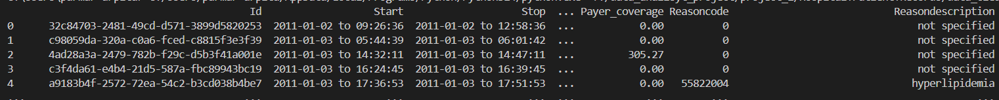 Id Start Stop ... Payer_coverage Reasoncode Reasondescription
0 32c84703-2481-49cd-d571-3899d5820253 2011-01-02 to 09:26:36 2011-01-02 to 12:58:36 ... 0.00 0 not specified
1 c98059da-320a-c0a6-fced-c8815f3e3f39 2011-01-03 to 05:44:39 2011-01-03 to 06:01:42 ... 0.00 0 not specified
2 4ad28a3a-2479-782b-f29c-d5b3f41a001e 2011-01-03 to 14:32:11 2011-01-03 to 14:47:11 ... 305.27 0 not specified
3 c3f4da61-e4b4-21d5-587a-fbc89943bc19 2011-01-03 to 16:24:45 2011-01-03 to 16:39:45 ... 0.00 0 not specified
4 a9183b4f-2572-72ea-54c2-b3cd038b4be7 2011-01-03 to 17:36:53 2011-01-03 to 17:51:53 ... 0.00 55822004 hyperlipidemia
... ... ... ... ... ... ... ...